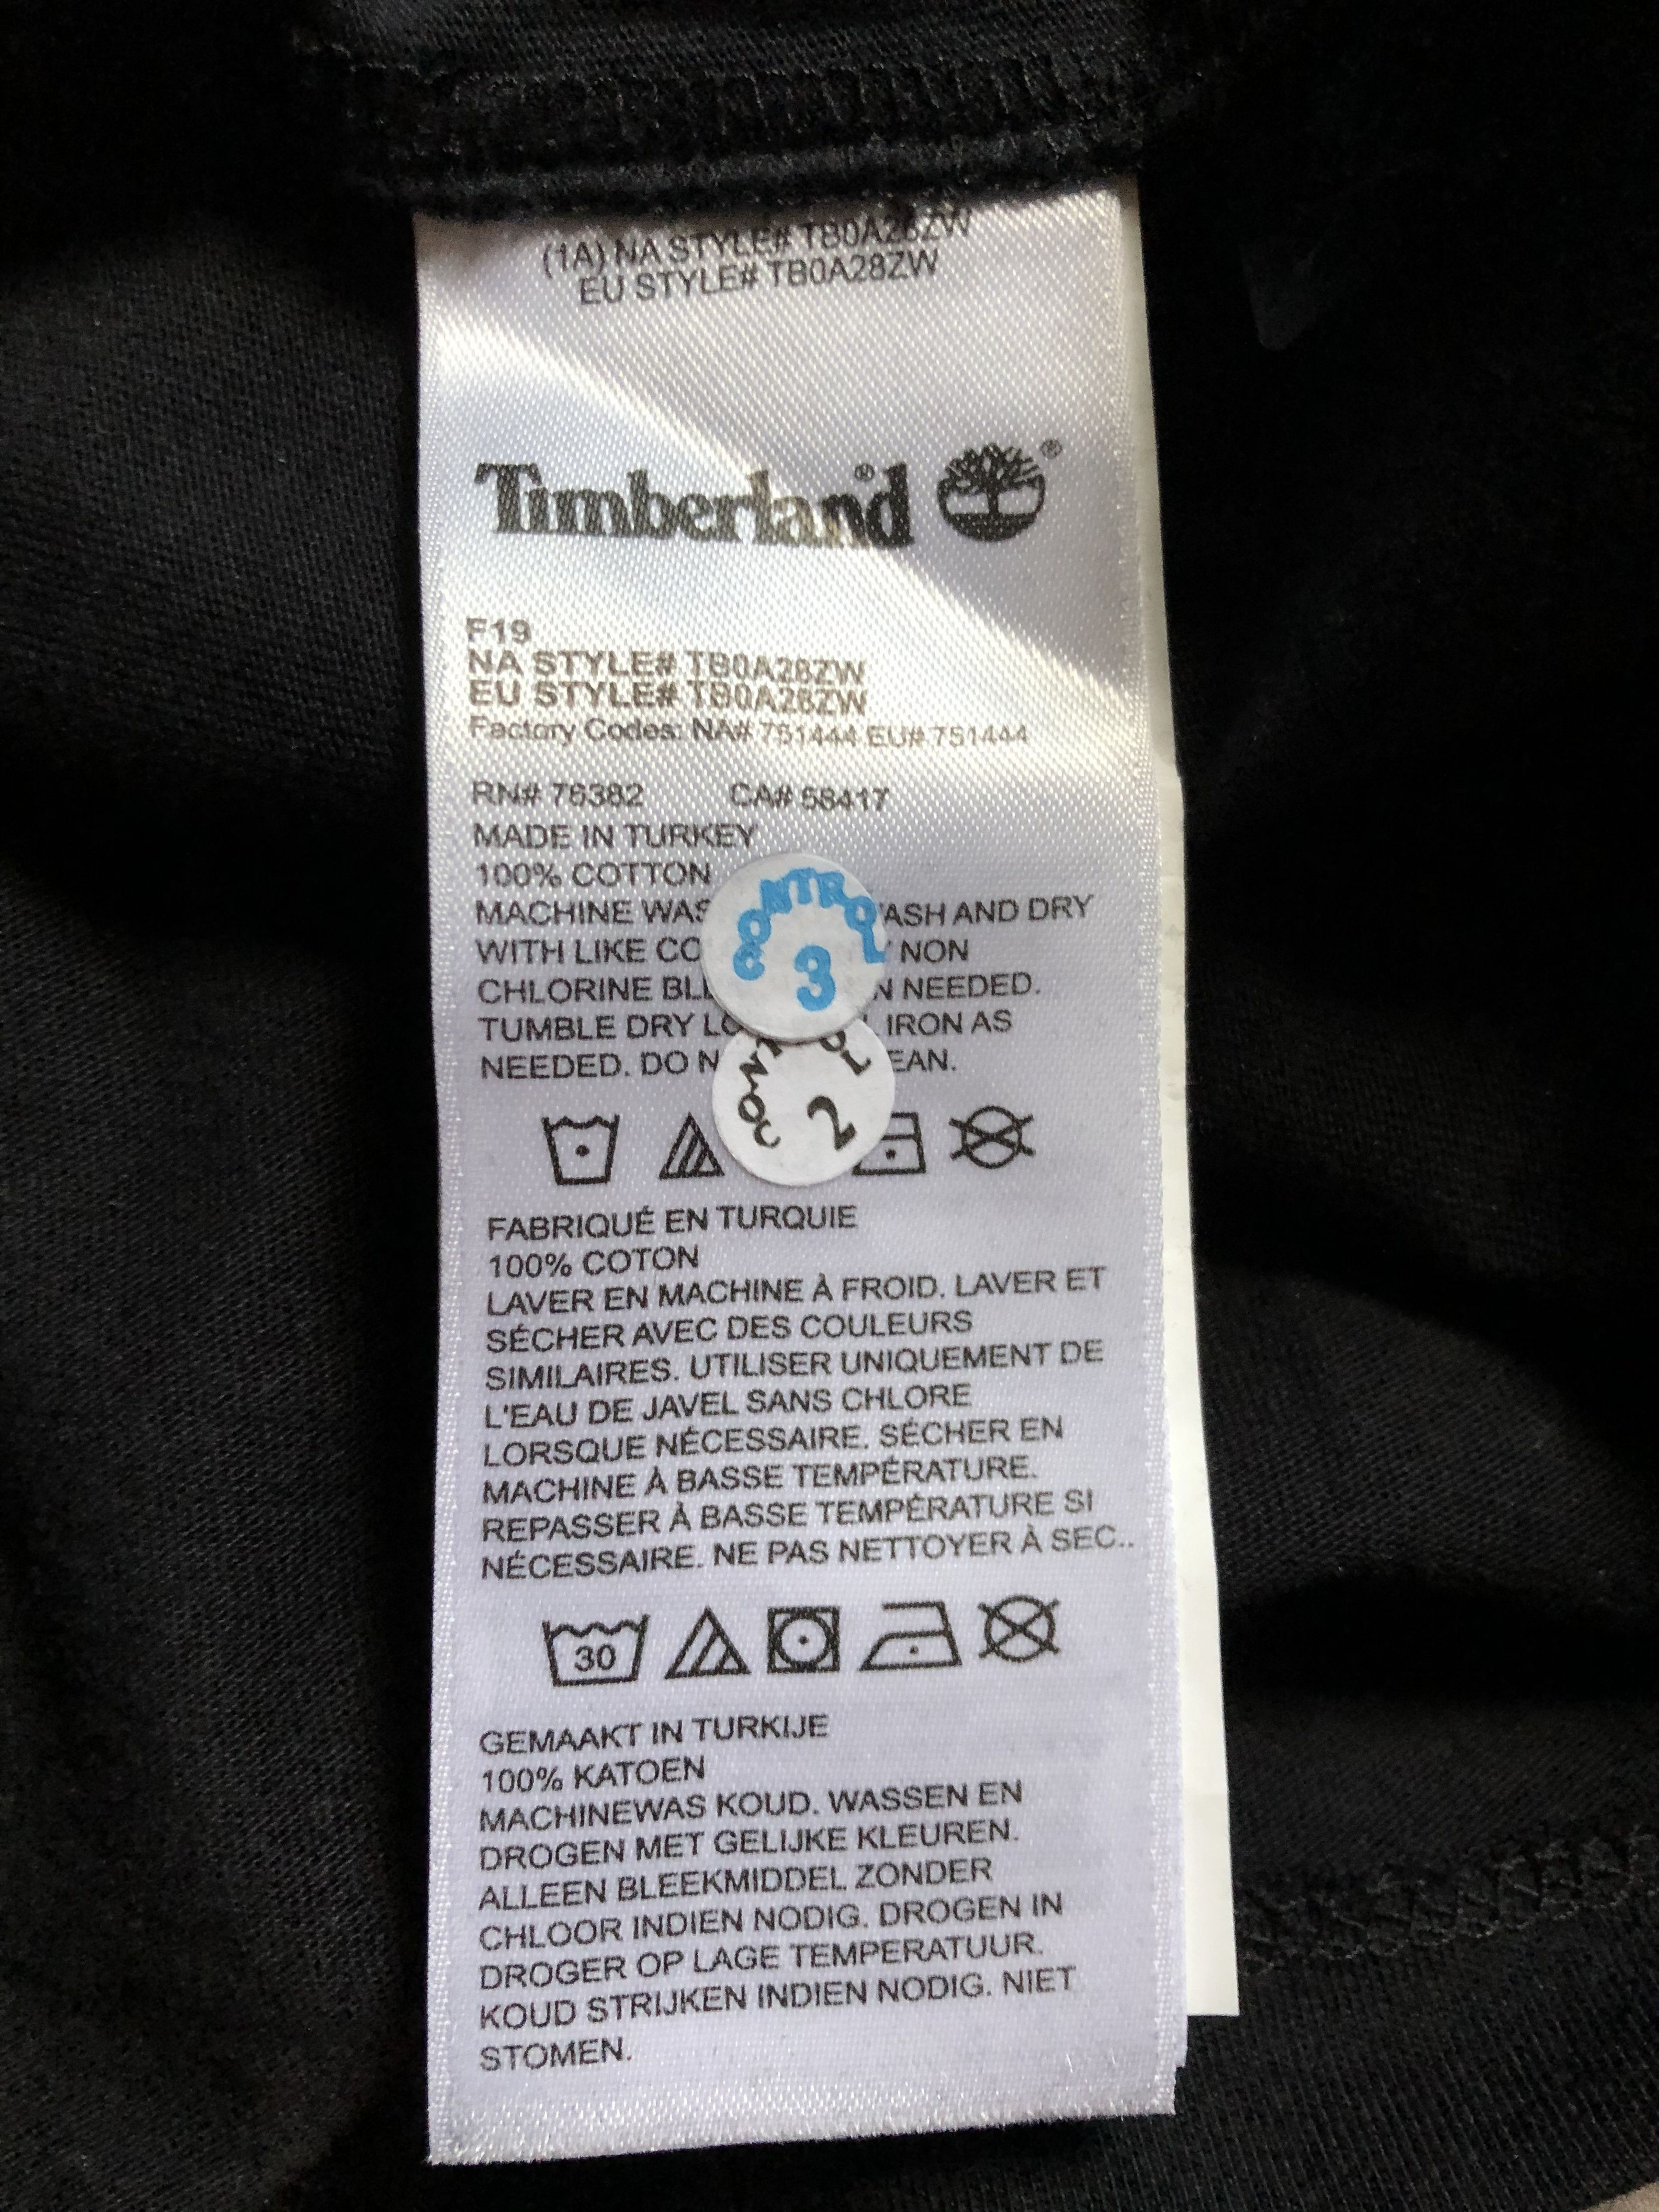 (1A) NA STYLE# TB0A28ZW
EU STYLE# TB0A28ZW
Timberland® ®
F19
NA STYLE# TB0A28ZW
EU STYLE# TB0A28ZW
Factory Codes: NA# 751444 EU# 751444
RN# 76382 CA# 58417
MADE IN TURKEY
100% COTTON
MACHINE WAS ASH AND DRY
WITH LIKE CO NON
CHLORINE BL N NEEDED.
TUMBLE DRY LO IRON AS
NEEDED. DO N EAN.
CONTROL
3
CONT OL
2
FABRIQUÉ EN TURQUIE
100% COTON
LAVER EN MACHINE À FROID. LAVER ET
SÉCHER AVEC DES COULEURS
SIMILAIRES. UTILISER UNIQUEMENT DE
L'EAU DE JAVEL SANS CHLORE
LORSQUE NÉCESSAIRE. SÉCHER EN
MACHINE À BASSE TEMPÉRATURE.
REPASSER À BASSE TEMPÉRATURE SI
NÉCESSAIRE. NE PAS NETTOYER À SEC..
30
GEMAAKT IN TURKIJE
100% KATOEN
MACHINEWAS KOUD. WASSEN EN
DROGEN MET GELIJKE KLEUREN.
ALLEEN BLEEKMIDDEL ZONDER
CHLOOR INDIEN NODIG. DROGEN IN
DROGER OP LAGE TEMPERATUUR.
KOUD STRIJKEN INDIEN NODIG. NIET
STOMEN.